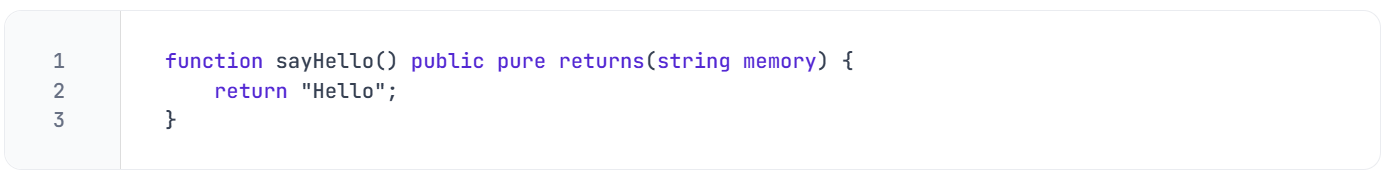 1 function sayHello() public pure returns(string memory) {
2     return "Hello";
3 }